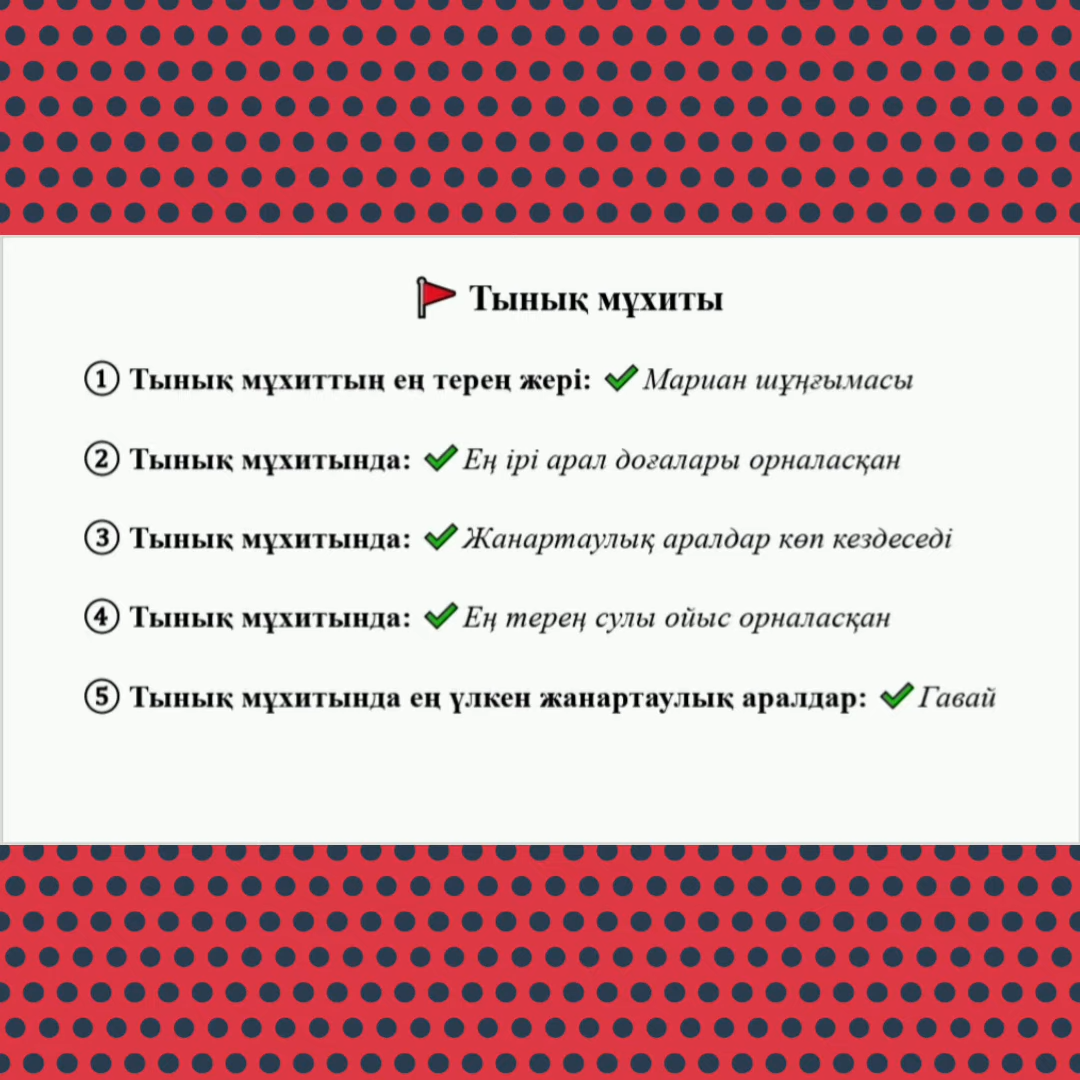 Тынық мұхиты
① Тынық мұхиттың ең терең жері: ✔ Мариан шұңғымасы
② Тынық мұхитында: ✔ Ең ірі арал доғалары орналасқан
③ Тынық мұхитында: ✔ Жанартаулық аралдар көп кездеседі
④ Тынық мұхитында: ✔ Ең терең сулы ойыс орналасқан
⑤ Тынық мұхитында ең үлкен жанартаулық аралдар: ✔ Гавай